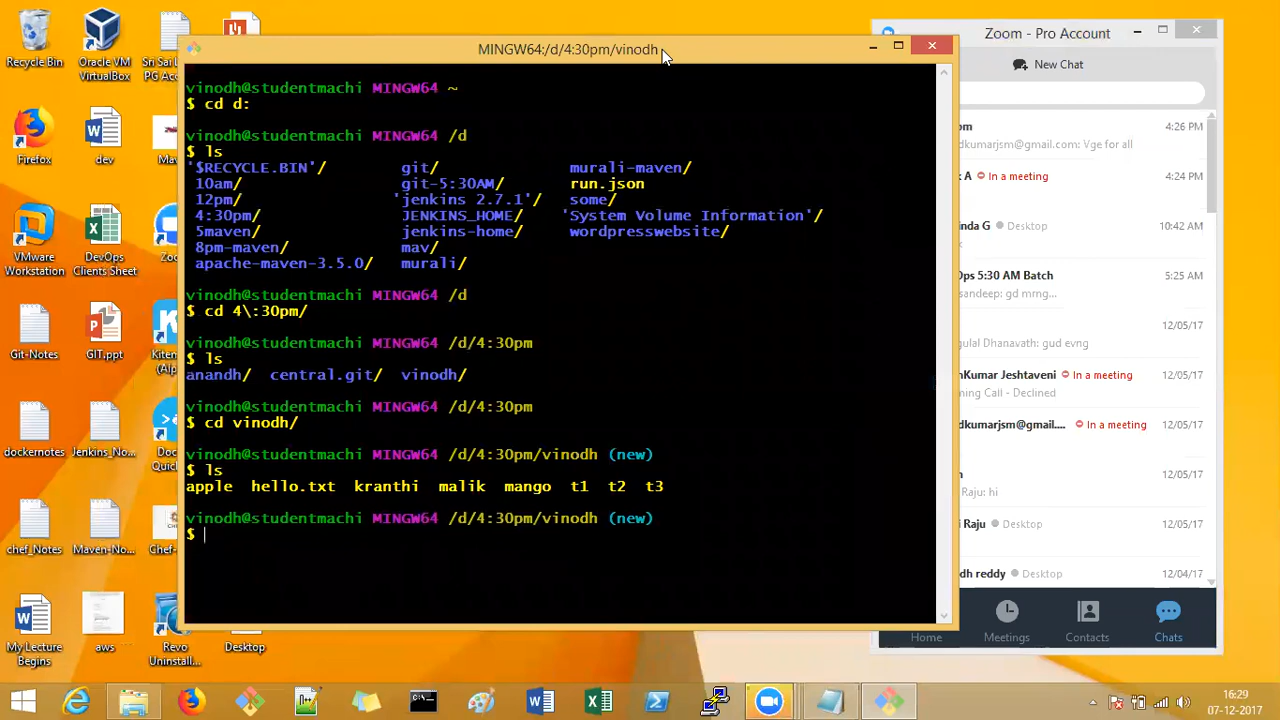 Recycle Bin
Oracle VM
VirtualBox
Sri Sai
PG Acc
Firefox
dev
Mav
VMware
Workstation
DevOps
Clients Sheet
Zoo
Git-Notes
GIT.ppt
Kitem
(Alp
dockernotes
Jenkins_No...
Doc
Quick
chef_Notes
Maven-No...
Chef-
My Lecture
Begins
aws
Revo
Uninstall...
Desktop
MINGW64:/d/4:30pm/vinodh
vinodh@studentmachi MINGW64 ~
$ cd d:
vinodh@studentmachi MINGW64 /d
$ ls
'$RECYCLE.BIN'/ git/ murali-maven/
10am/ git-5:30AM/ run.json
12pm/ 'jenkins 2.7.1'/ some/
4:30pm/ JENKINS_HOME/ 'System Volume Information'/
5maven/ jenkins-home/ wordpresswebsite/
8pm-maven/ mav/
apache-maven-3.5.0/ murali/
vinodh@studentmachi MINGW64 /d
$ cd 4\:30pm/
vinodh@studentmachi MINGW64 /d/4:30pm
$ ls
anandh/ central.git/ vinodh/
vinodh@studentmachi MINGW64 /d/4:30pm
$ cd vinodh/
vinodh@studentmachi MINGW64 /d/4:30pm/vinodh (new)
$ ls
apple hello.txt kranthi malik mango t1 t2 t3
vinodh@studentmachi MINGW64 /d/4:30pm/vinodh (new)
$
Zoom - Pro Account
New Chat
om 4:26 PM
dkumarjsm@gmail.com: Vge for all
k A In a meeting 4:24 PM
inda G Desktop 10:42 AM
Ops 5:30 AM Batch 5:25 AM
sandeep: gd mrng...
12/05/17
gulal Dhanavath: gud evng
nKumar Jeshtaveni In a meeting 12/05/17
ning Call - Declined
dkumarjsm@gmail.... In a meeting 12/05/17
Raju: hi 12/05/17
i Raju Desktop 12/05/17
dh reddy Desktop 12/04/17
Home Meetings Contacts Chats
16:29
07-12-2017